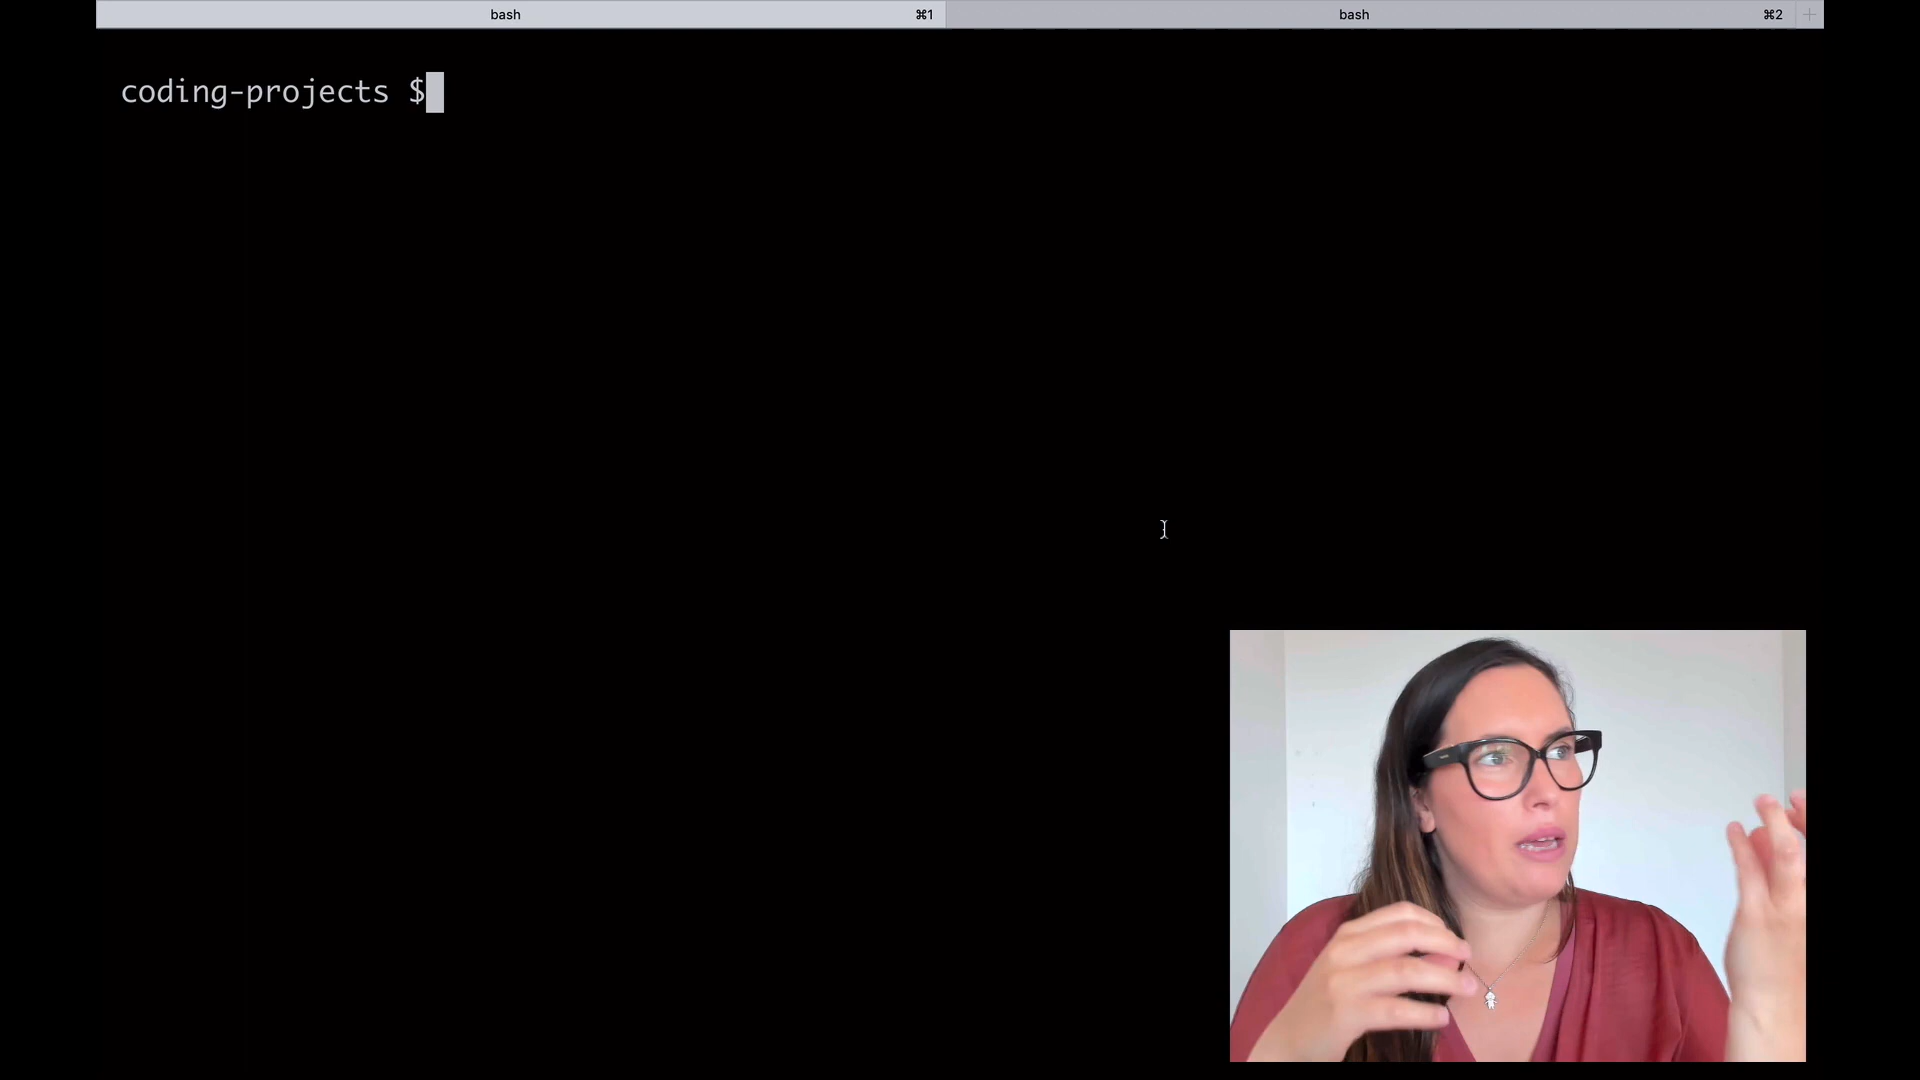 bash ⌘1 bash ⌘2 +
coding-projects $